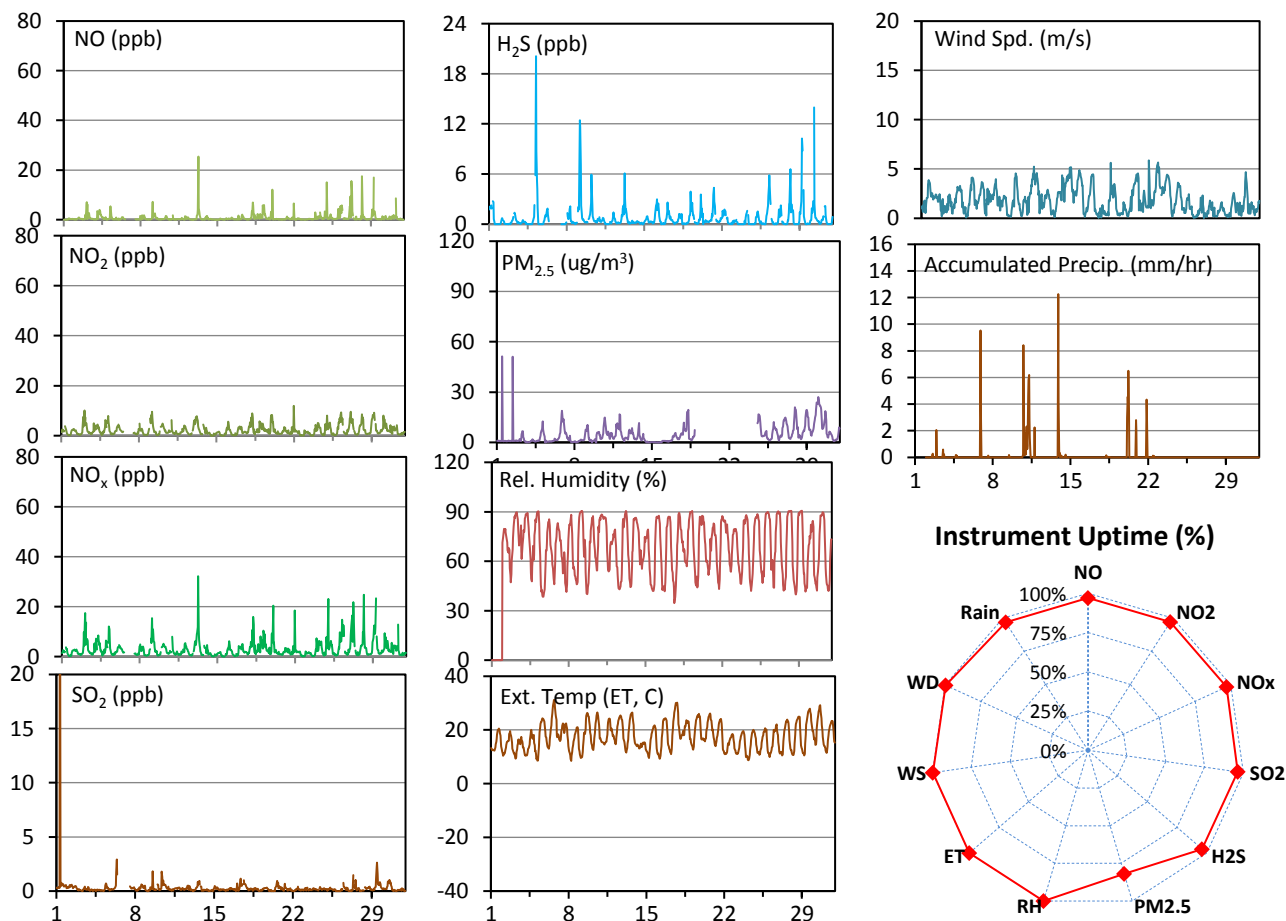 NO (ppb)
80
60
40
20
0
NO₂ (ppb)
80
60
40
20
0
NOₓ (ppb)
80
60
40
20
0
SO₂ (ppb)
20
15
10
5
0
1 8 15 22 29
H₂S (ppb)
24
18
12
6
0
PM₂.₅ (ug/m³)
120
90
60
30
0
1 8 15 22 29
Rel. Humidity (%)
120
90
60
30
0
Ext. Temp (ET, C)
40
20
0
-20
-40
1 8 15 22 29
Wind Spd. (m/s)
20
15
10
5
0
Accumulated Precip. (mm/hr)
16
14
12
10
8
6
4
2
0
1 8 15 22 29
Instrument Uptime (%)
NO
NO2
NOx
SO2
H2S
PM2.5
RH
ET
WS
WD
Rain
100%
75%
50%
25%
0%